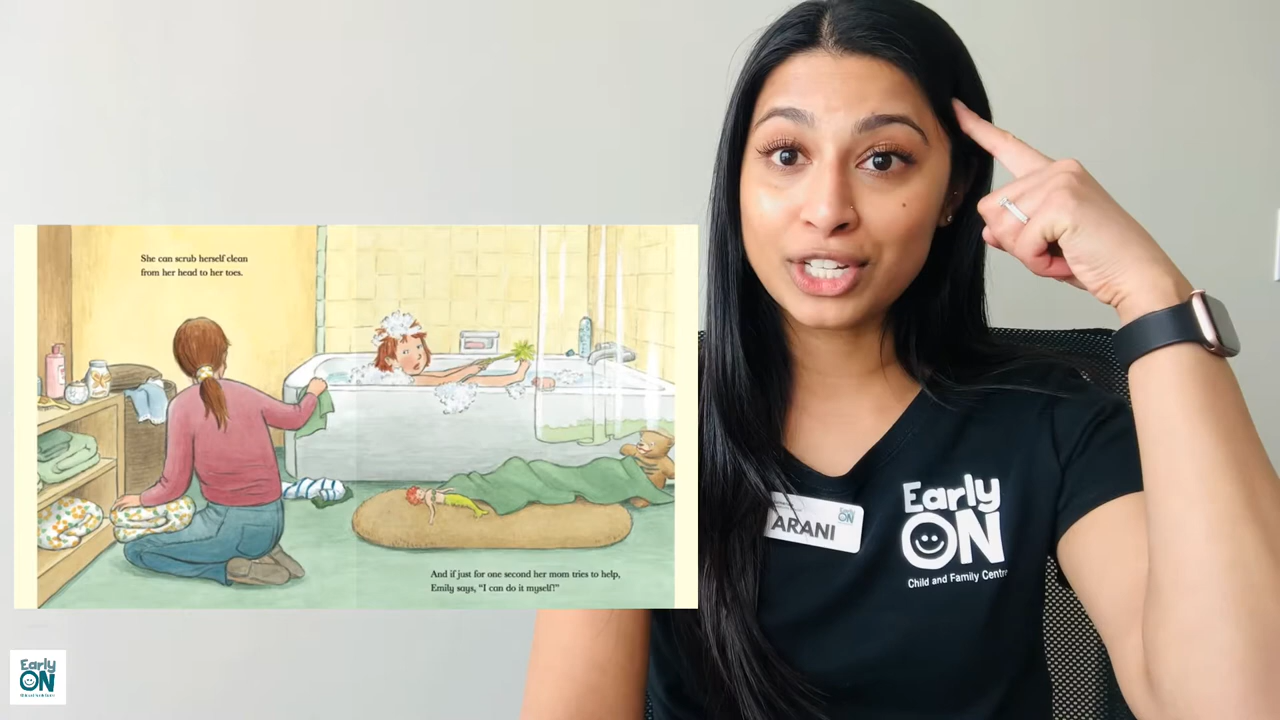 She can scrub herself clean
from her head to her toes.
And if just for one second her mom tries to help,
Emily says, "I can do it myself!"
ARANI
Early
ON
Child and Family Centre
Early
ON